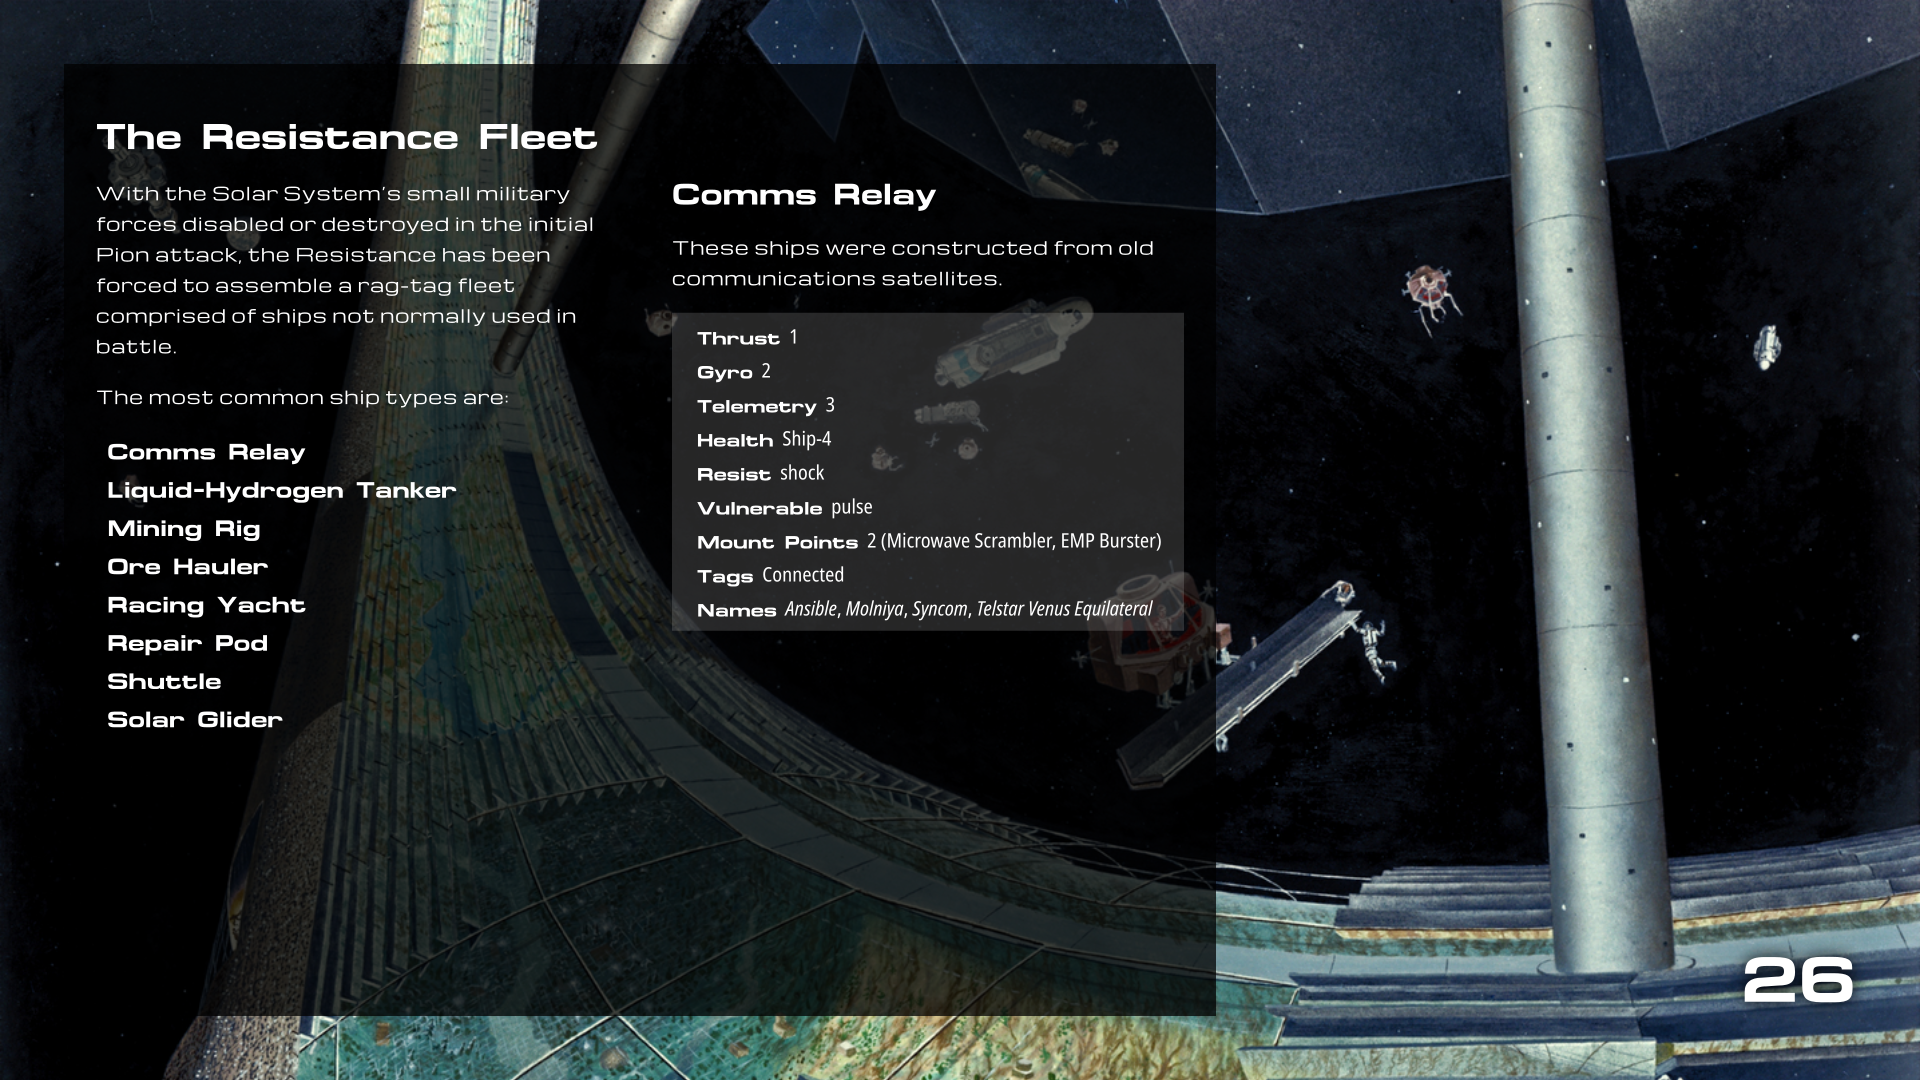 The Resistance Fleet
With the Solar System's small military
forces disabled or destroyed in the initial
Pion attack, the Resistance has been
forced to assemble a rag-tag fleet
comprised of ships not normally used in
battle.
The most common ship types are:
Comms Relay
Liquid-Hydrogen Tanker
Mining Rig
Ore Hauler
Racing Yacht
Repair Pod
Shuttle
Solar Glider
Comms Relay
These ships were constructed from old
communications satellites.
Thrust 1
Gyro 2
Telemetry 3
Health Ship-4
Resist shock
Vulnerable pulse
Mount Points 2 (Microwave Scrambler, EMP Burster)
Tags Connected
Names Ansible, Molniya, Syncom, Telstar Venus Equilateral
26